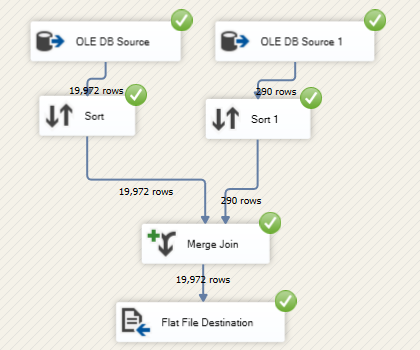 OLE DB Source
OLE DB Source 1
19,972 rows
290 rows
Sort
Sort 1
19,972 rows
290 rows
Merge Join
19,972 rows
Flat File Destination